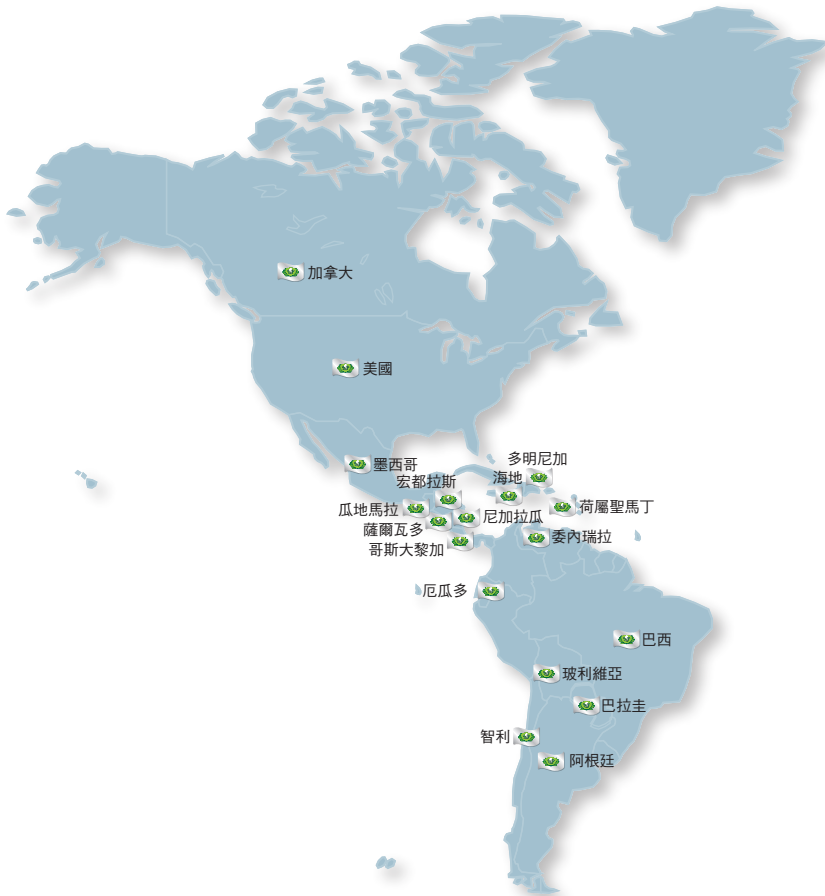 加拿大
美國
墨西哥
多明尼加
海地
宏都拉斯
瓜地馬拉
荷屬聖馬丁
尼加拉瓜
薩爾瓦多
委內瑞拉
哥斯大黎加
厄瓜多
巴西
玻利維亞
巴拉圭
智利
阿根廷